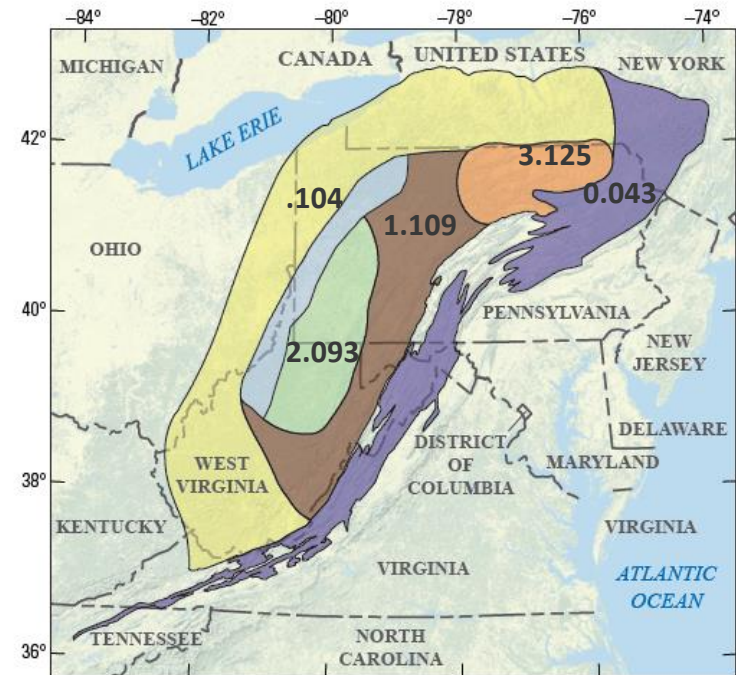 –84° –82° –80° –78° –76° –74°
MICHIGAN
CANADA
UNITED STATES
NEW YORK
42°
LAKE ERIE
3.125
.104
0.043
1.109
OHIO
40°
PENNSYLVANIA
2.093
NEW
JERSEY
DELAWARE
DISTRICT
OF
COLUMBIA
MARYLAND
WEST
VIRGINIA
38°
KENTUCKY
VIRGINIA
VIRGINIA
ATLANTIC
OCEAN
TENNESSEE
NORTH
CAROLINA
36°